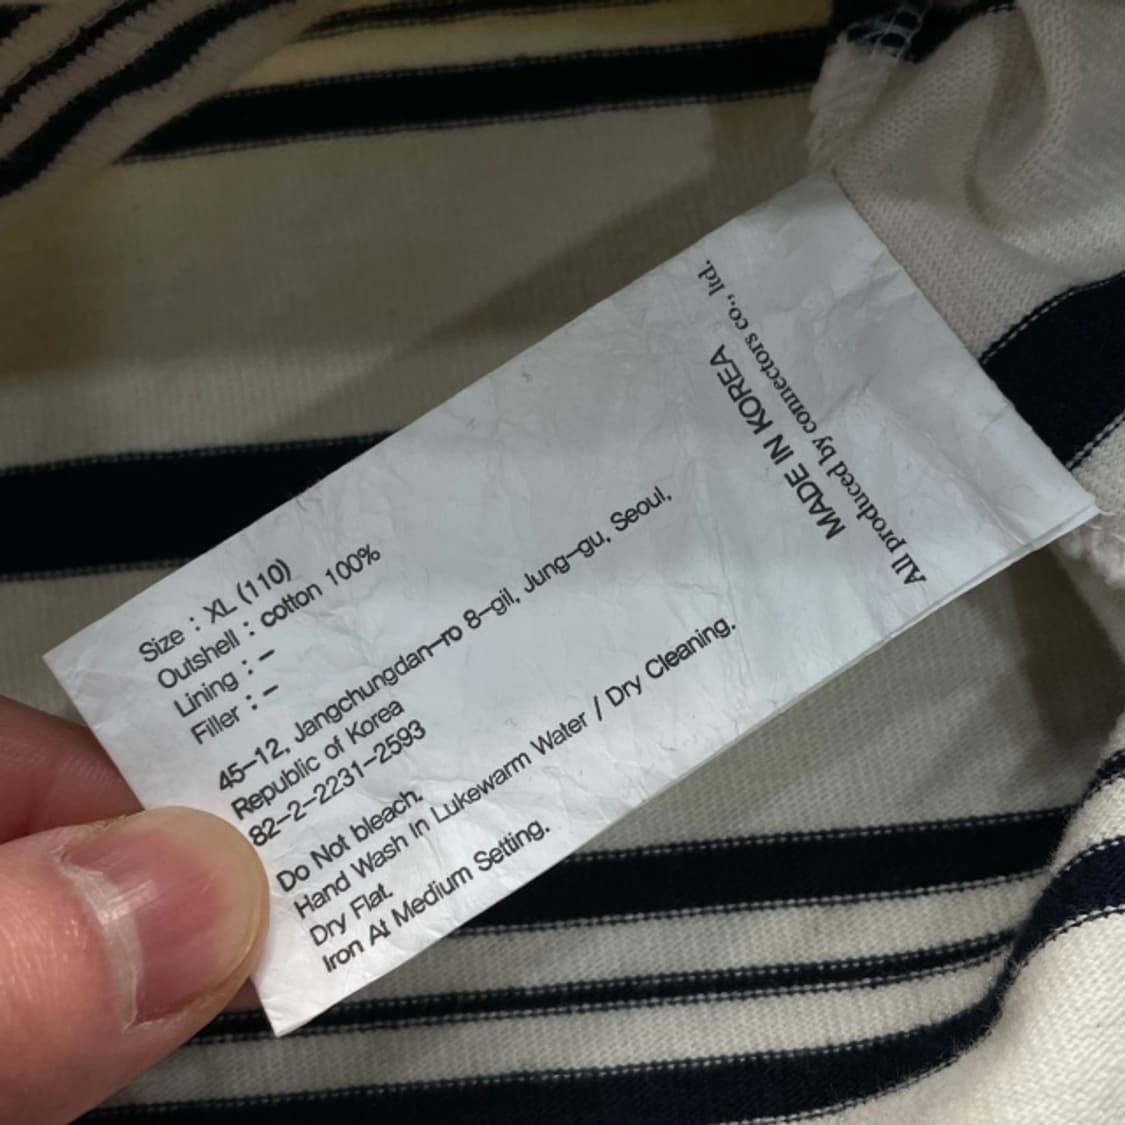 All produced by connectors co., ltd.
MADE IN KOREA
Size : XL (110)
Outshell : cotton 100%
Lining : –
Filler : –
45–12, Jangchungdan–ro 8–gil, Jung–gu, Seoul,
Republic of Korea
82–2–2231–2593
Do Not bleach.
Hand Wash In Lukewarm Water / Dry Cleaning.
Dry Flat.
Iron At Medium Setting.